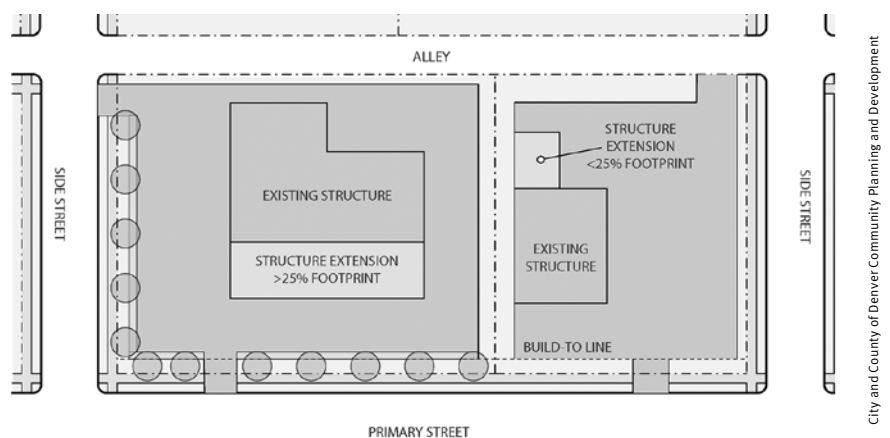 ALLEY
STRUCTURE
EXTENSION
<25% FOOTPRINT
SIDE STREET
EXISTING STRUCTURE
SIDE STREET
STRUCTURE EXTENSION
>25% FOOTPRINT
EXISTING
STRUCTURE
BUILD-TO LINE
PRIMARY STREET
City and County of Denver Community Planning and Development